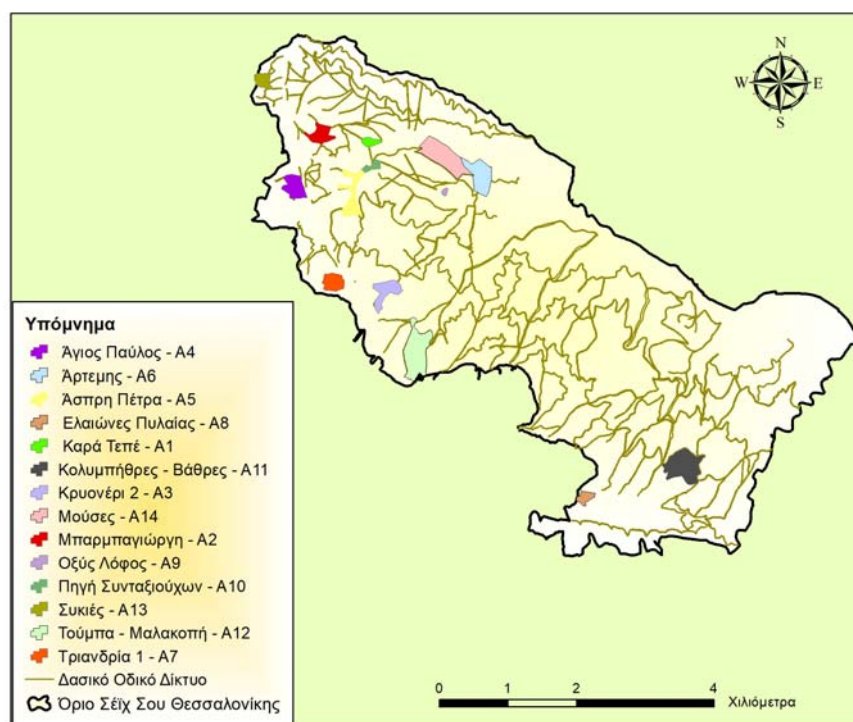 N
W E
S
Υπόμνημα
Άγιος Παύλος - Α4
Άρτεμης - Α6
Άσπρη Πέτρα - Α5
Ελαιώνες Πυλαίας - Α8
Καρά Τεπέ - Α1
Κολυμπήθρες - Βάθρες - Α11
Κρυονέρι 2 - Α3
Μούσες - Α14
Μπαρμπαγιώργη - Α2
Οξύς Λόφος - Α9
Πηγή Συνταξιούχων - Α10
Συκιές - Α13
Τούμπα - Μαλακοπή - Α12
Τριανδρία 1 - Α7
Δασικό Οδικό Δίκτυο
Όριο Σέϊχ Σου Θεσσαλονίκης
0 1 2 4
Χιλιόμετρα